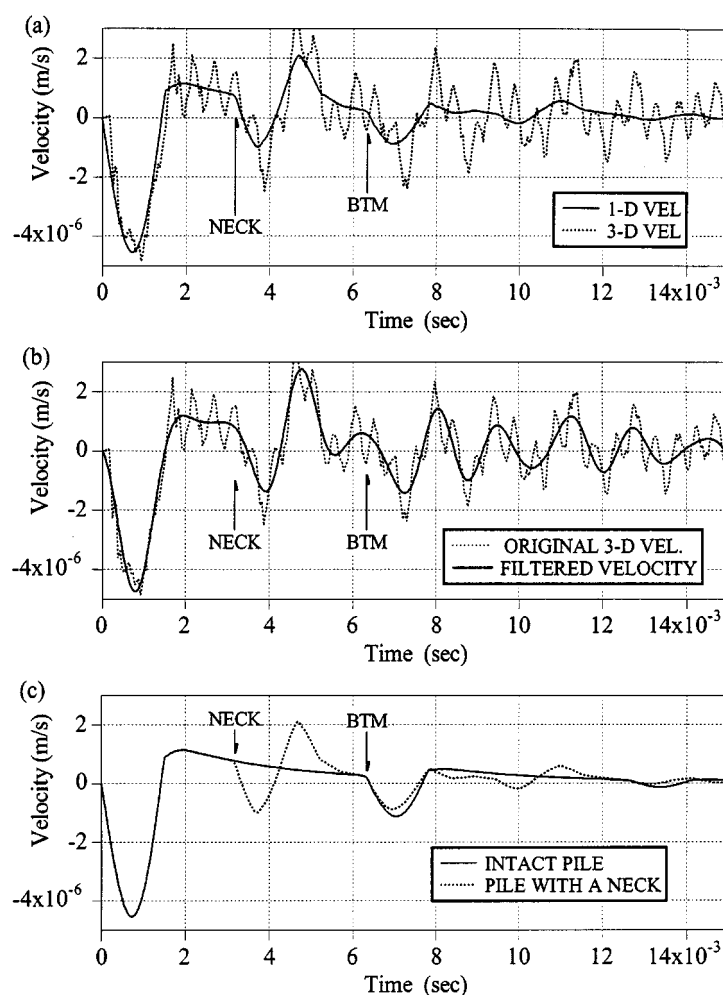 (a)
Velocity (m/s)
2
0
-2
-4x10-6
NECK
BTM
1-D VEL
3-D VEL
0
2
4
6
8
10
12
14x10-3
Time (sec)
(b)
Velocity (m/s)
2
0
-2
-4x10-6
NECK
BTM
ORIGINAL 3-D VEL.
FILTERED VELOCITY
0
2
4
6
8
10
12
14x10-3
Time (sec)
(c)
Velocity (m/s)
2
0
-2
-4x10-6
NECK
BTM
INTACT PILE
PILE WITH A NECK
0
2
4
6
8
10
12
14x10-3
Time (sec)